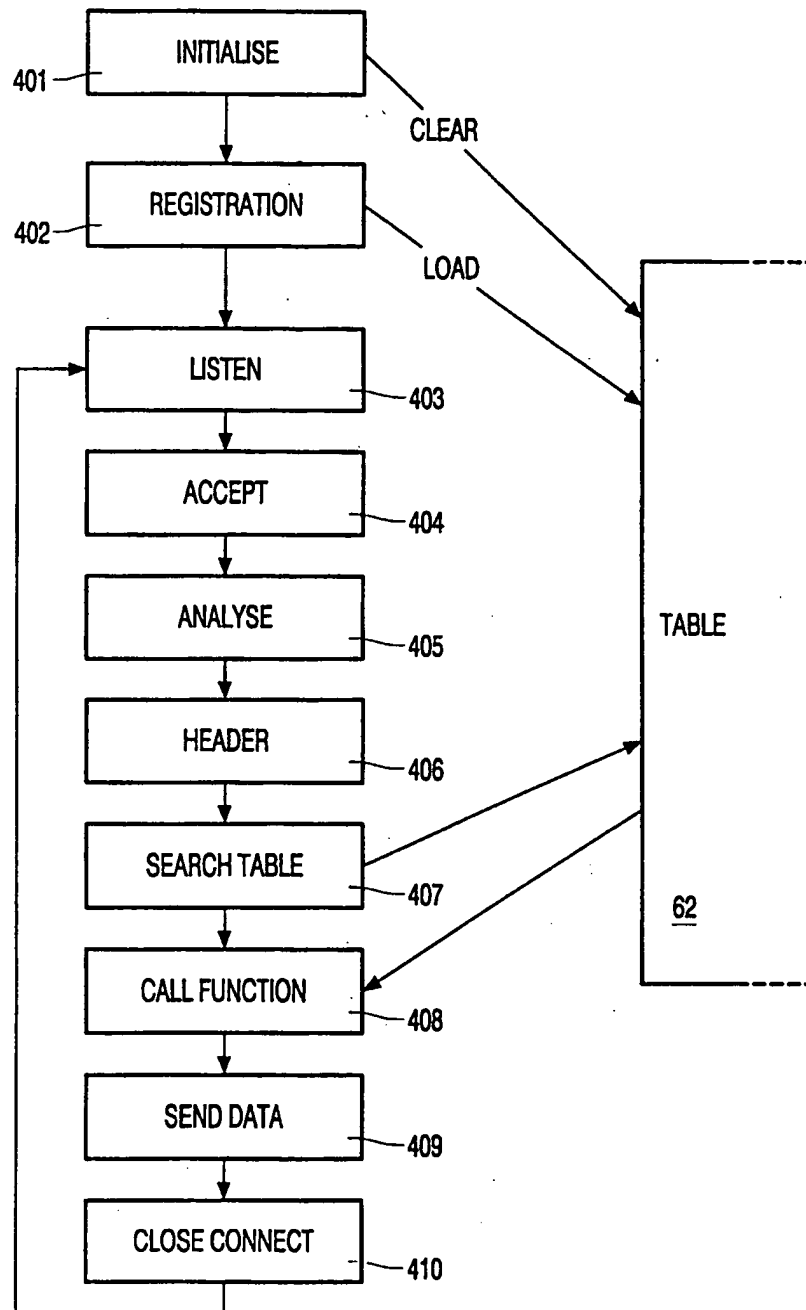 INITIALISE
401
CLEAR
REGISTRATION
402
LOAD
LISTEN
403
ACCEPT
404
ANALYSE
405
TABLE
HEADER
406
SEARCH TABLE
407
62
CALL FUNCTION
408
SEND DATA
409
CLOSE CONNECT
410